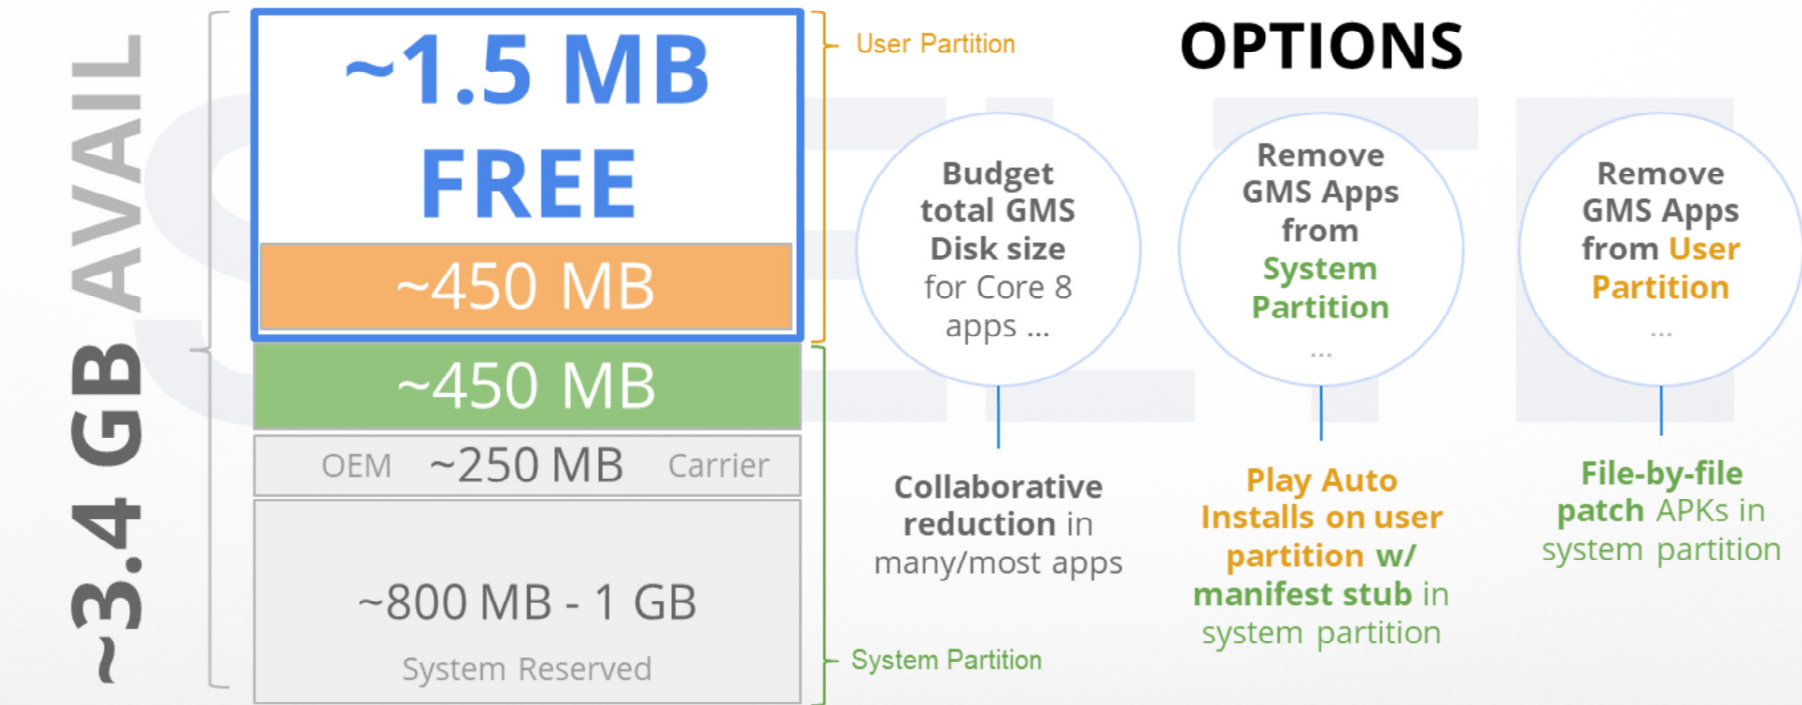 ~3.4 GB AVAIL
~1.5 MB
FREE
~450 MB
~450 MB
OEM ~250 MB Carrier
~800 MB - 1 GB
System Reserved
User Partition
System Partition
OPTIONS
Budget
total GMS
Disk size
for Core 8
apps ...
Collaborative
reduction in
many/most apps
Remove
GMS Apps
from
System
Partition
...
Play Auto
Installs on user
partition w/
manifest stub in
system partition
Remove
GMS Apps
from User
Partition
...
File-by-file
patch APKs in
system partition